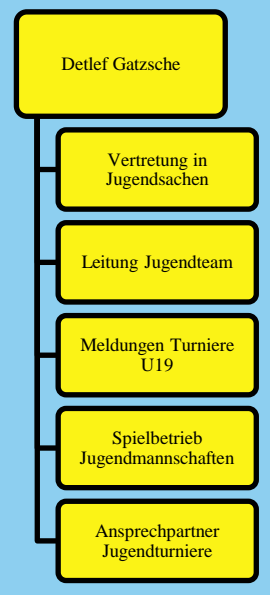 Detlef Gatzsche
Vertretung in
Jugendsachen
Leitung Jugendteam
Meldungen Turniere
U19
Spielbetrieb
Jugendmannschaften
Ansprechpartner
Jugendturniere